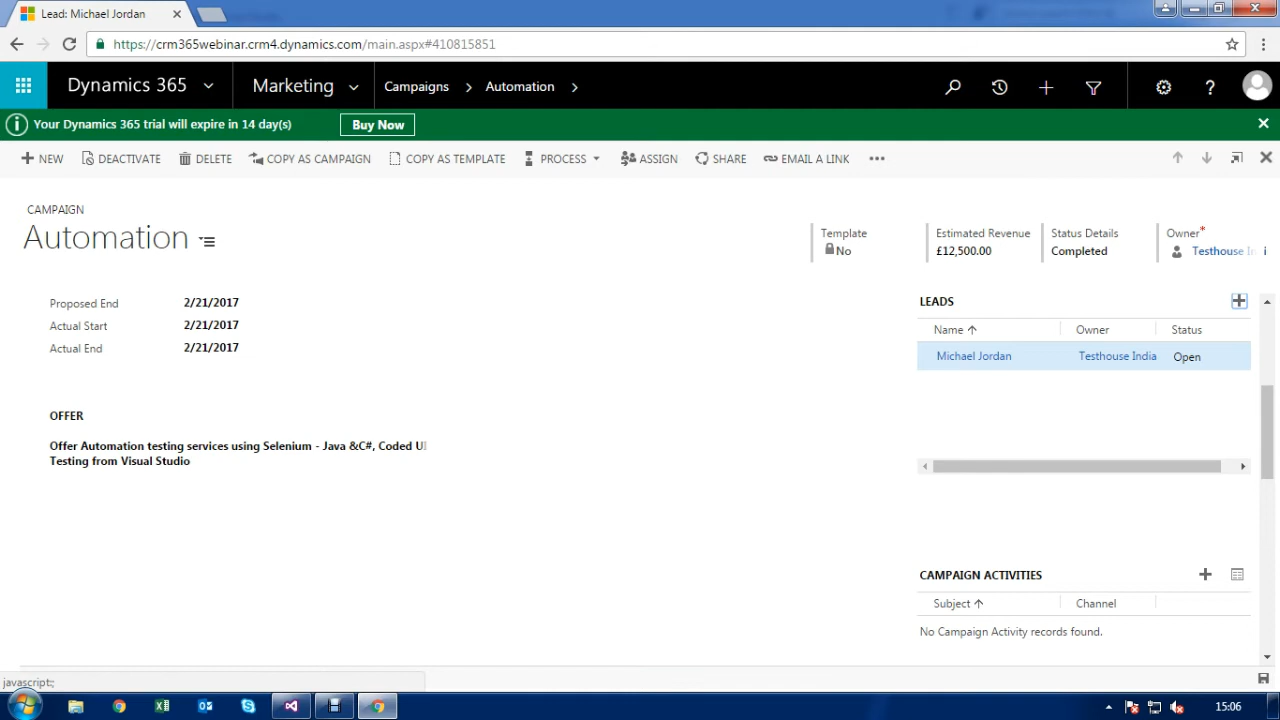 Lead: Michael Jordan
https://crm365webinar.crm4.dynamics.com/main.aspx#410815851
Dynamics 365
Marketing
Campaigns
Automation
Your Dynamics 365 trial will expire in 14 day(s)
Buy Now
NEW
DEACTIVATE
DELETE
COPY AS CAMPAIGN
COPY AS TEMPLATE
PROCESS
ASSIGN
SHARE
EMAIL A LINK
CAMPAIGN
Automation
Template
No
Estimated Revenue
£12,500.00
Status Details
Completed
Owner*
Testhouse
Proposed End 2/21/2017
Actual Start 2/21/2017
Actual End 2/21/2017
OFFER
Offer Automation testing services using Selenium - Java &C#, Coded UI
Testing from Visual Studio
LEADS
Name Owner Status
Michael Jordan Testhouse India Open
CAMPAIGN ACTIVITIES
Subject Channel
No Campaign Activity records found.
javascript:;
15:06